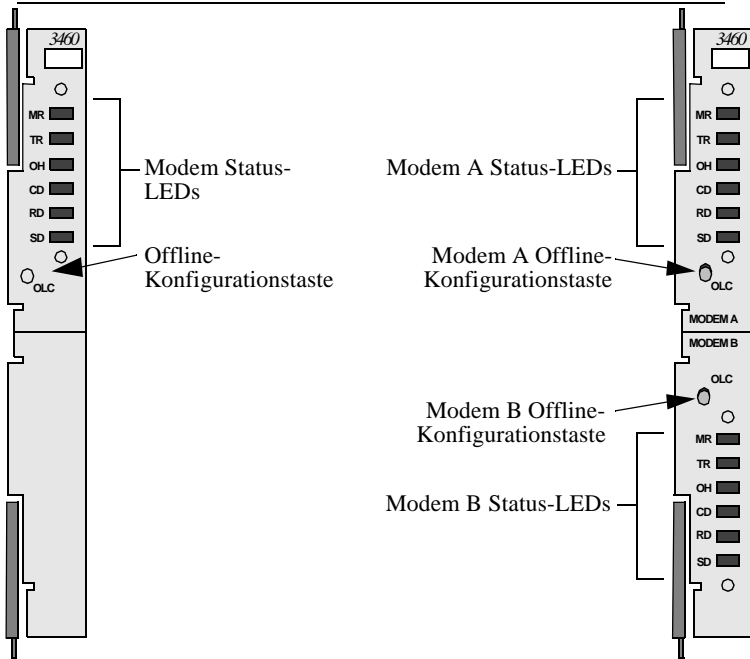 3460
MR
TR
OH
CD
RD
SD
OLC
Modem Status-
LEDs
Offline-
Konfigurationstaste
3460
MR
TR
OH
CD
RD
SD
OLC
MODEM A
MODEM B
OLC
MR
TR
OH
CD
RD
SD
Modem A Status-LEDs
Modem A Offline-
Konfigurationstaste
Modem B Offline-
Konfigurationstaste
Modem B Status-LEDs